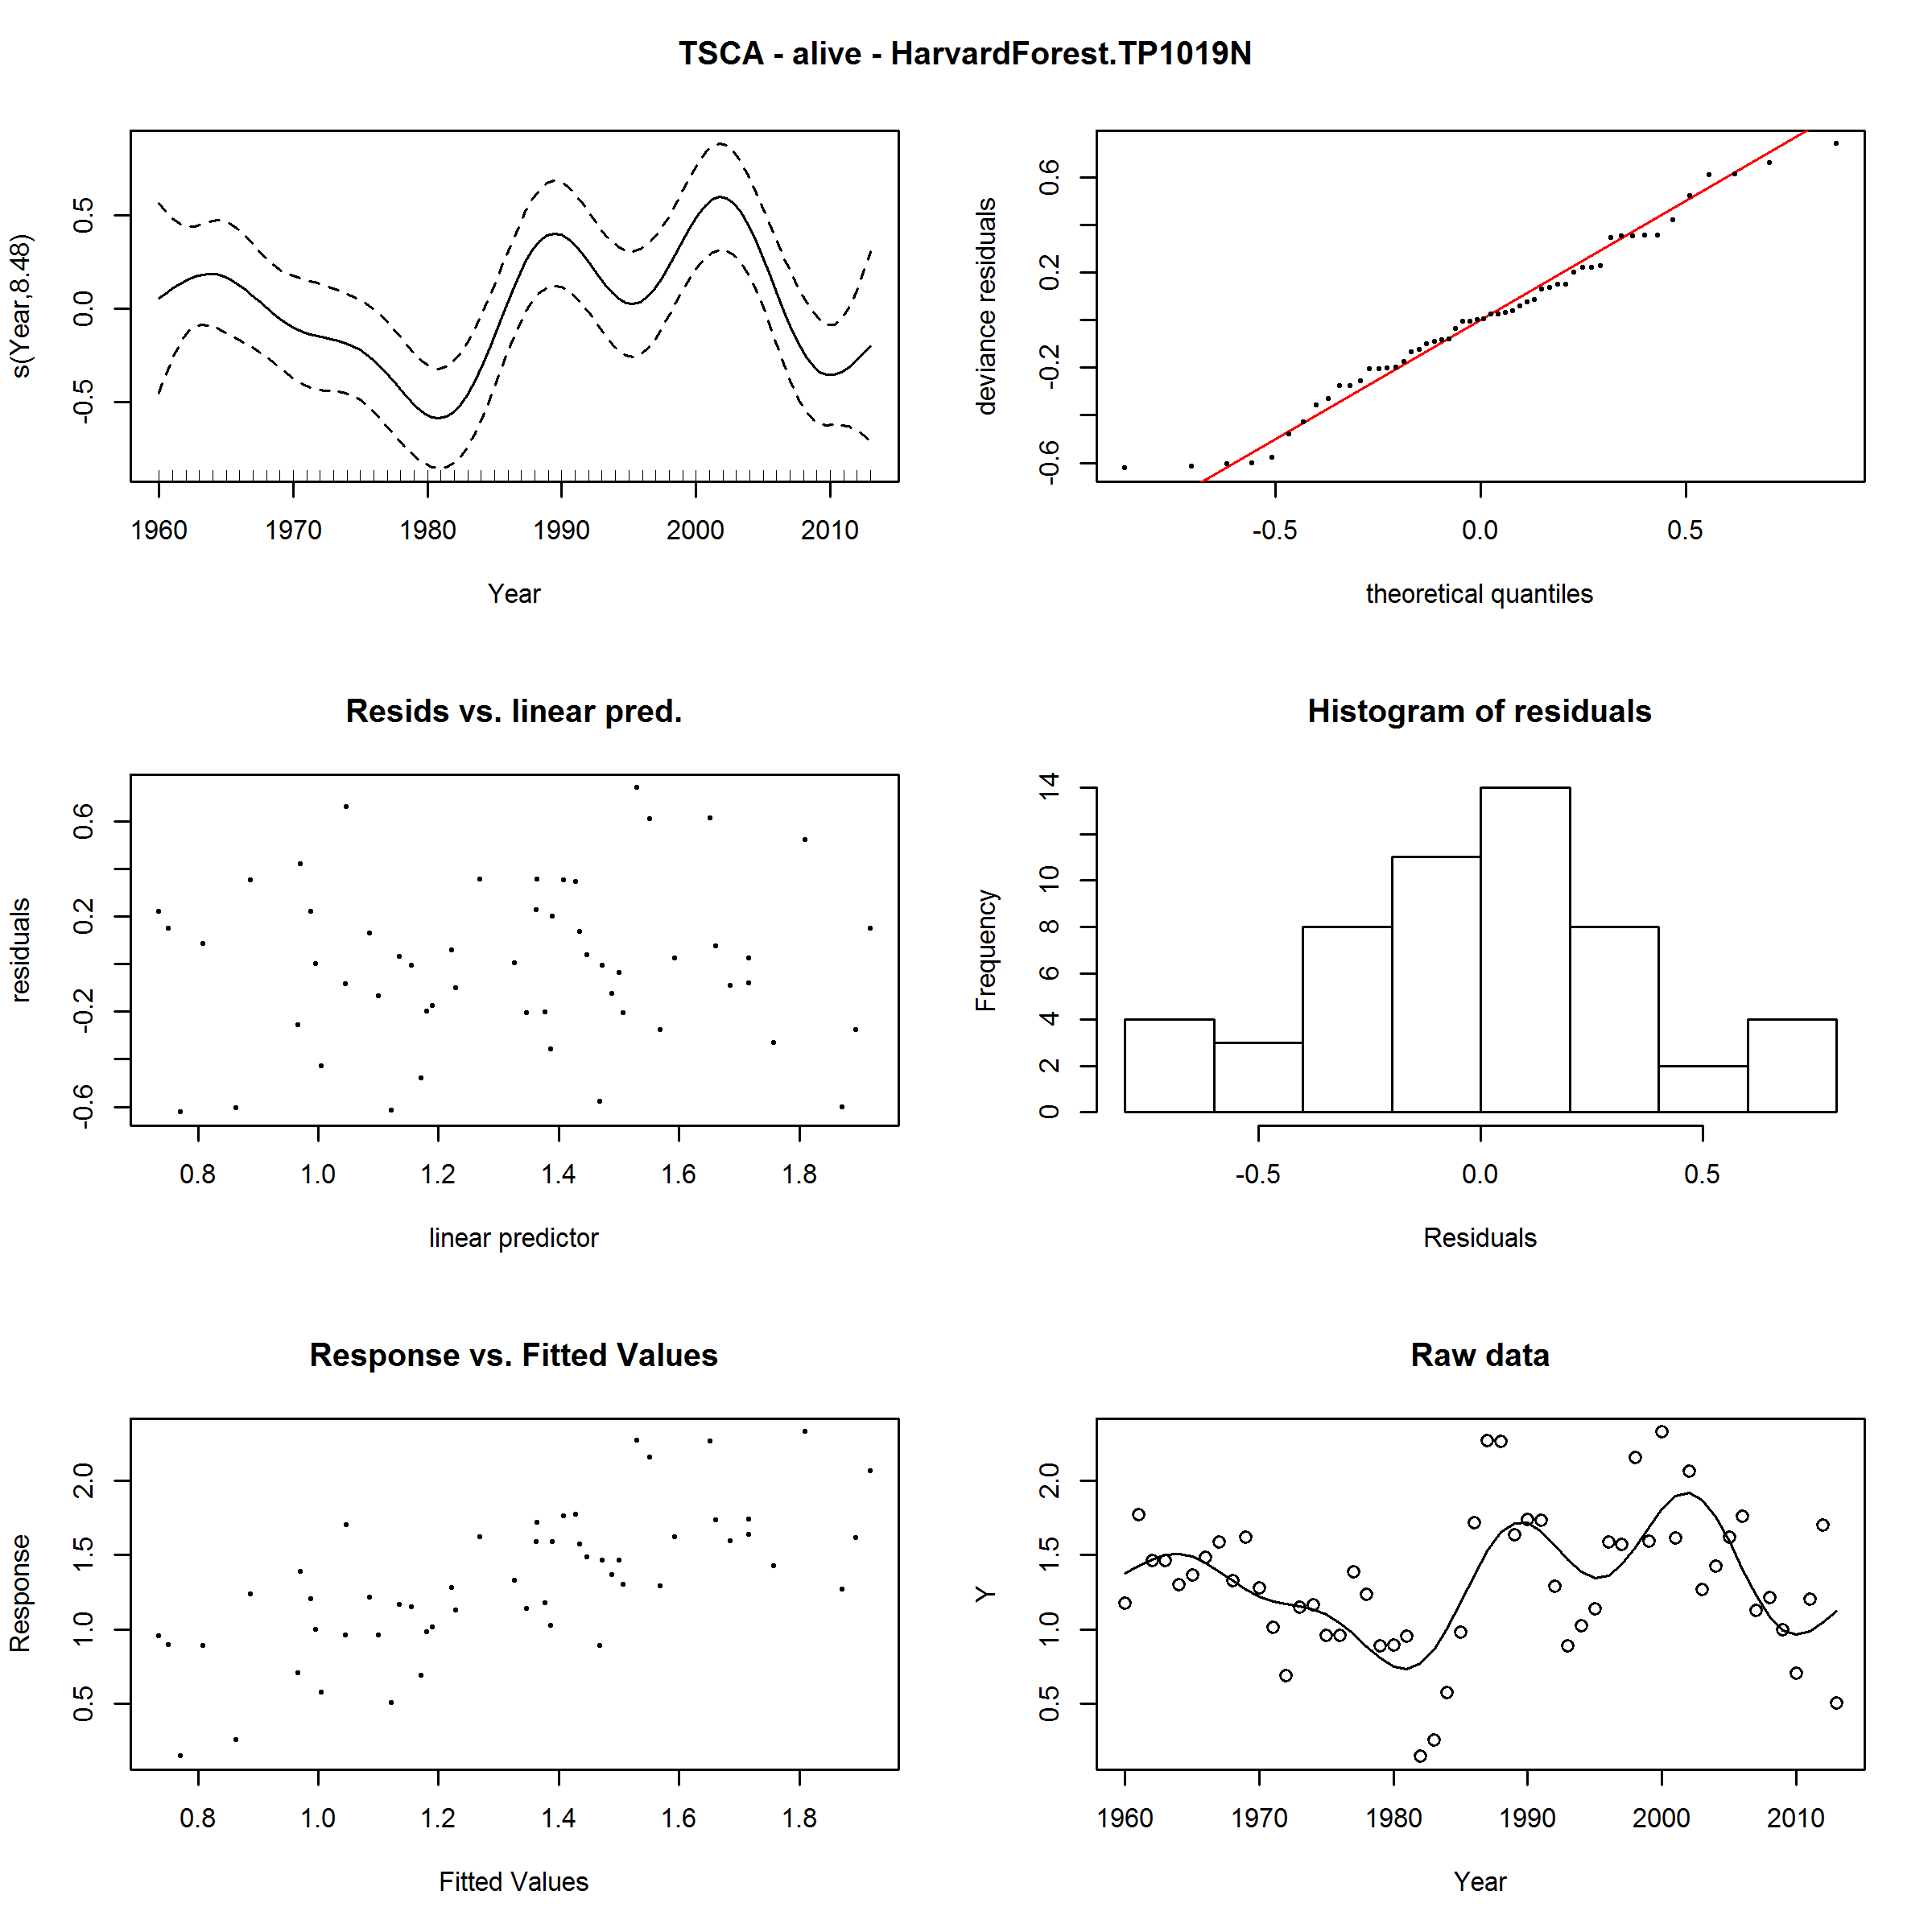 TSCA - alive - HarvardForest.TP1019N
s(Year,8.48)
0.5
0.0
-0.5
1960 1970 1980 1990 2000 2010
Year
deviance residuals
0.6
0.2
-0.2
-0.6
-0.5 0.0 0.5
theoretical quantiles
Resids vs. linear pred.
residuals
0.6
0.2
-0.2
-0.6
0.8 1.0 1.2 1.4 1.6 1.8
linear predictor
Histogram of residuals
Frequency
14
10
8
6
4
2
0
-0.5 0.0 0.5
Residuals
Response vs. Fitted Values
Response
2.0
1.5
1.0
0.5
0.8 1.0 1.2 1.4 1.6 1.8
Fitted Values
Raw data
Y
2.0
1.5
1.0
0.5
1960 1970 1980 1990 2000 2010
Year